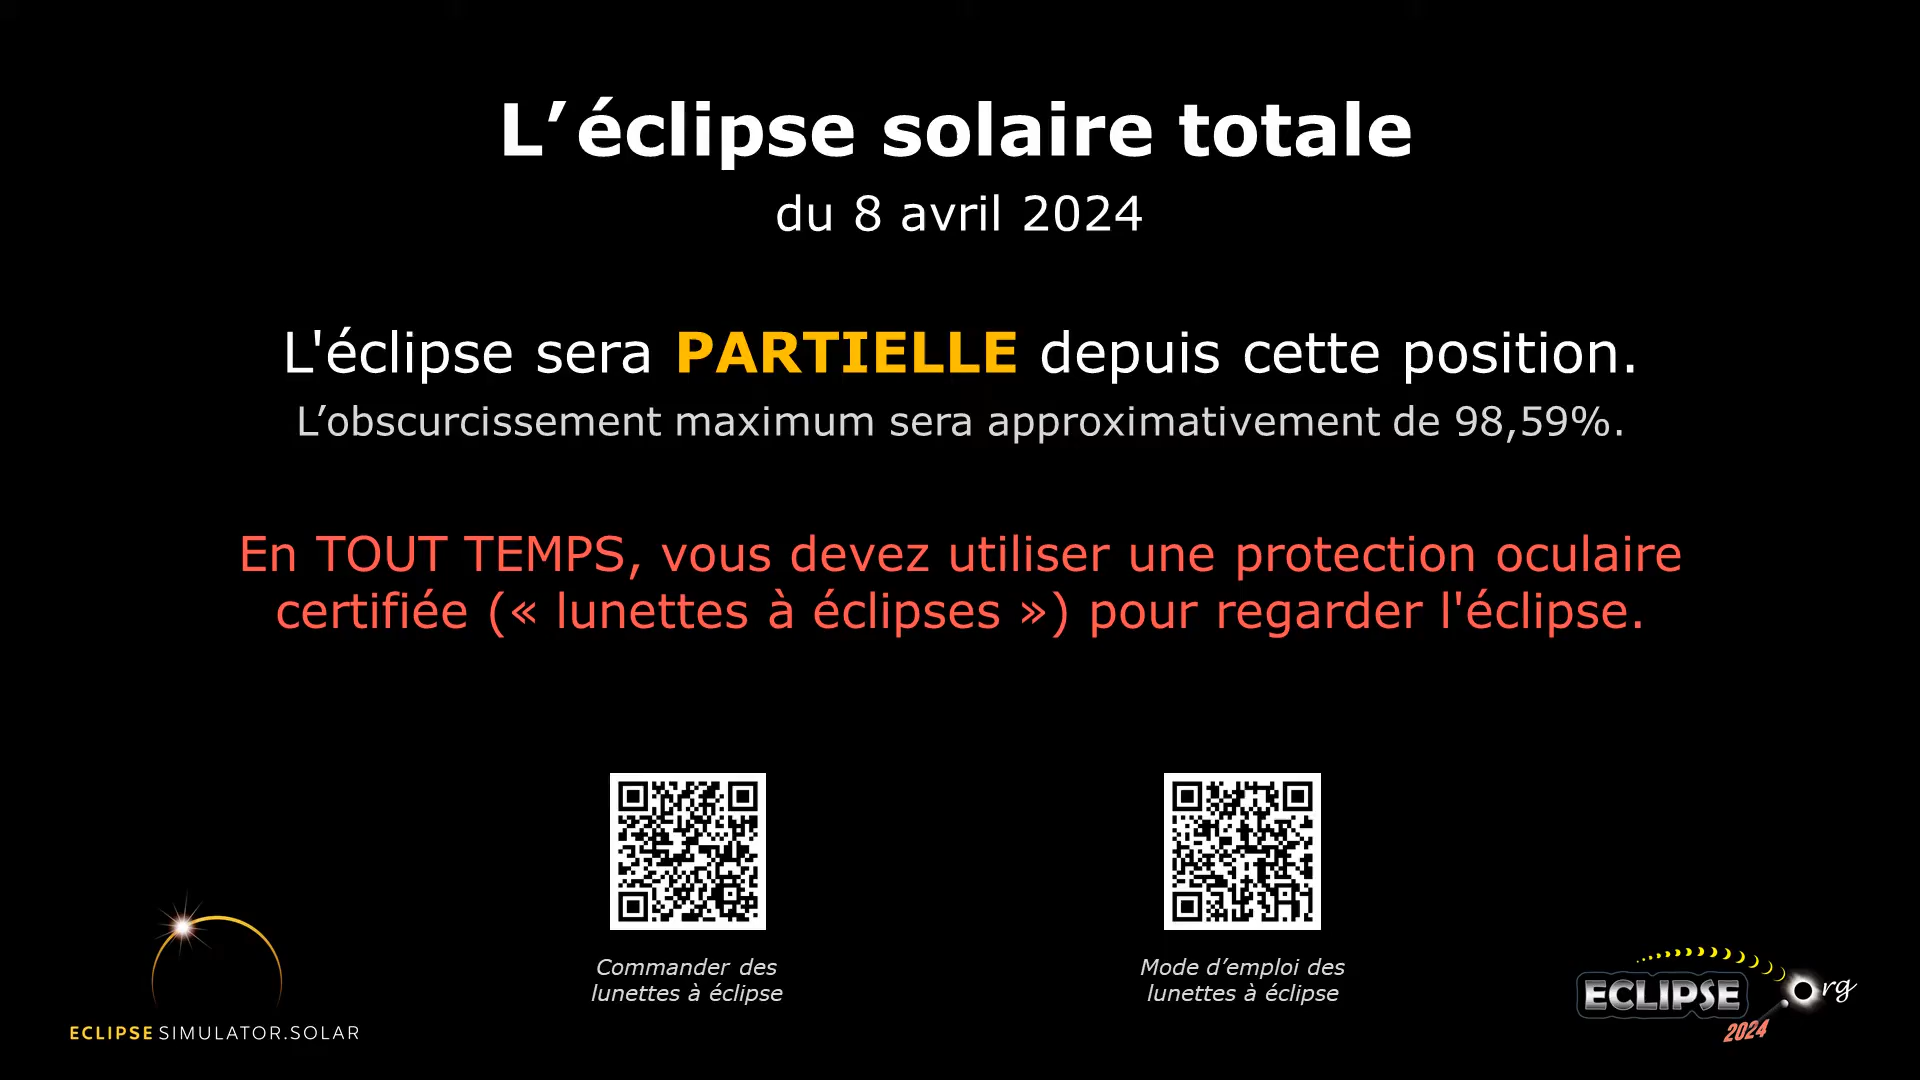 L’éclipse solaire totale
du 8 avril 2024
L'éclipse sera PARTIELLE depuis cette position.
L’obscurcissement maximum sera approximativement de 98,59%.
En TOUT TEMPS, vous devez utiliser une protection oculaire
certifiée (« lunettes à éclipses ») pour regarder l'éclipse.
Commander des
lunettes à éclipse
Mode d’emploi des
lunettes à éclipse
ECLIPSESIMULATOR.SOLAR
ECLIPSE.Org
2024